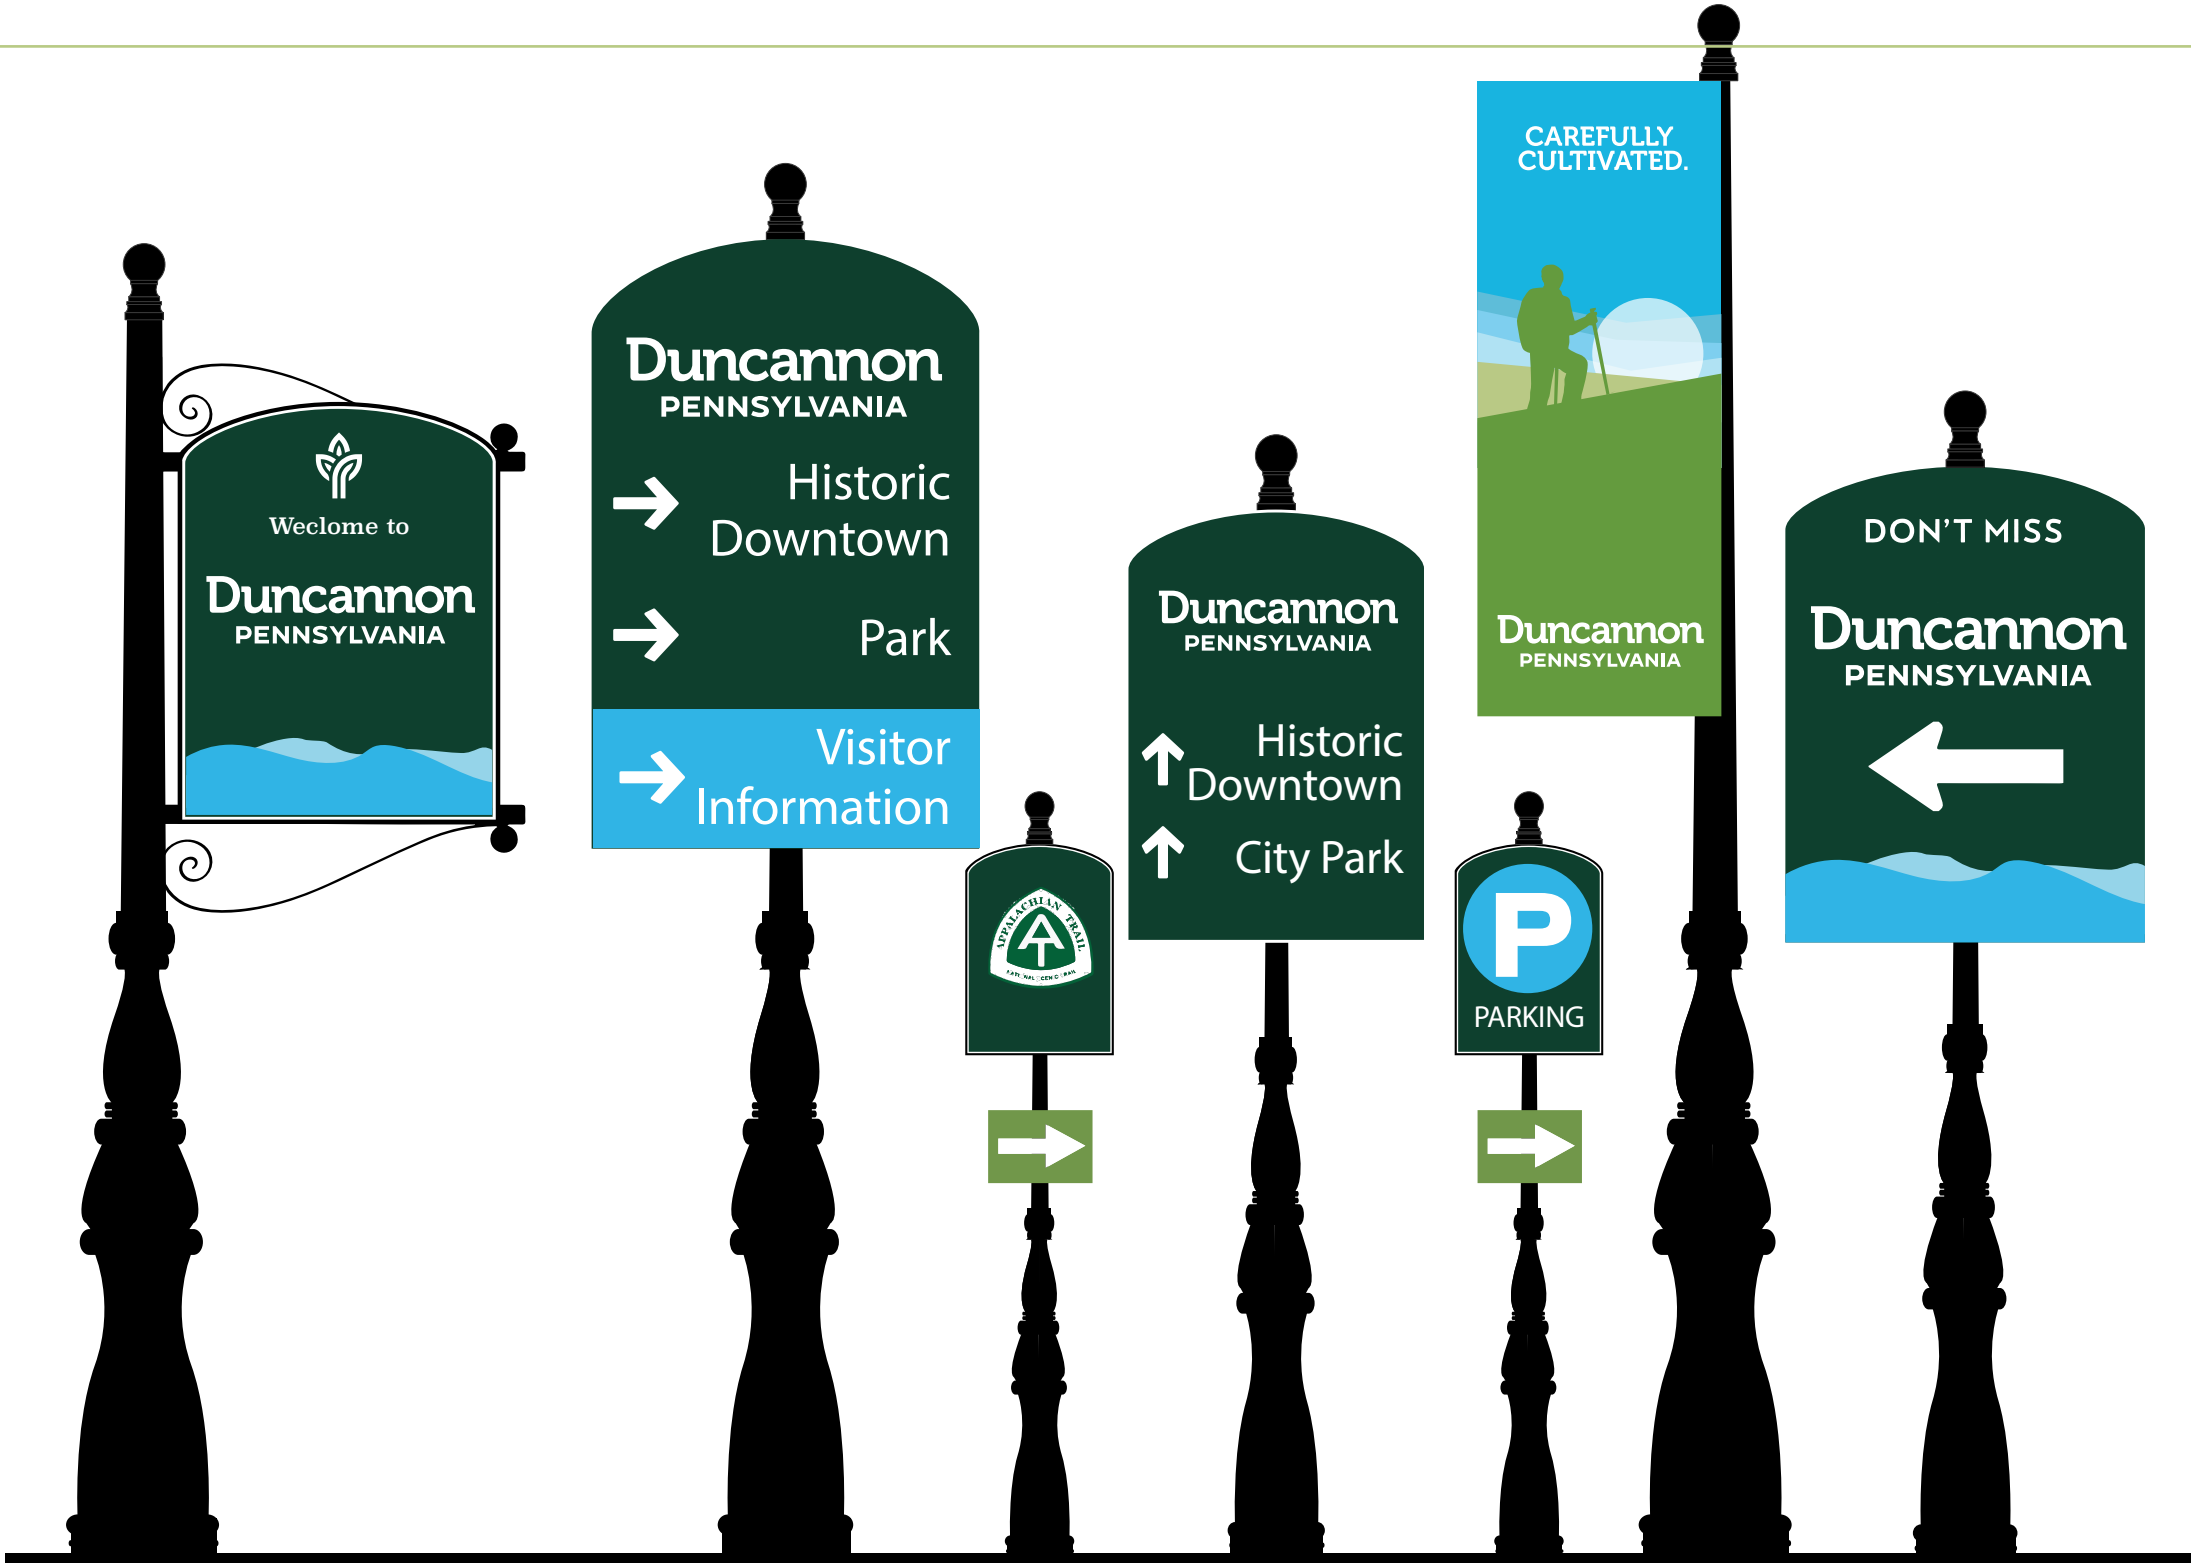 Weclome to
Duncannon
PENNSYLVANIA
Duncannon
PENNSYLVANIA
Historic
Downtown
Park
Visitor
Information
APPALACHIAN TRAIL
AT
Duncannon
PENNSYLVANIA
Historic
Downtown
City Park
P
PARKING
CAREFULLY
CULTIVATED.
Duncannon
PENNSYLVANIA
DON'T MISS
Duncannon
PENNSYLVANIA